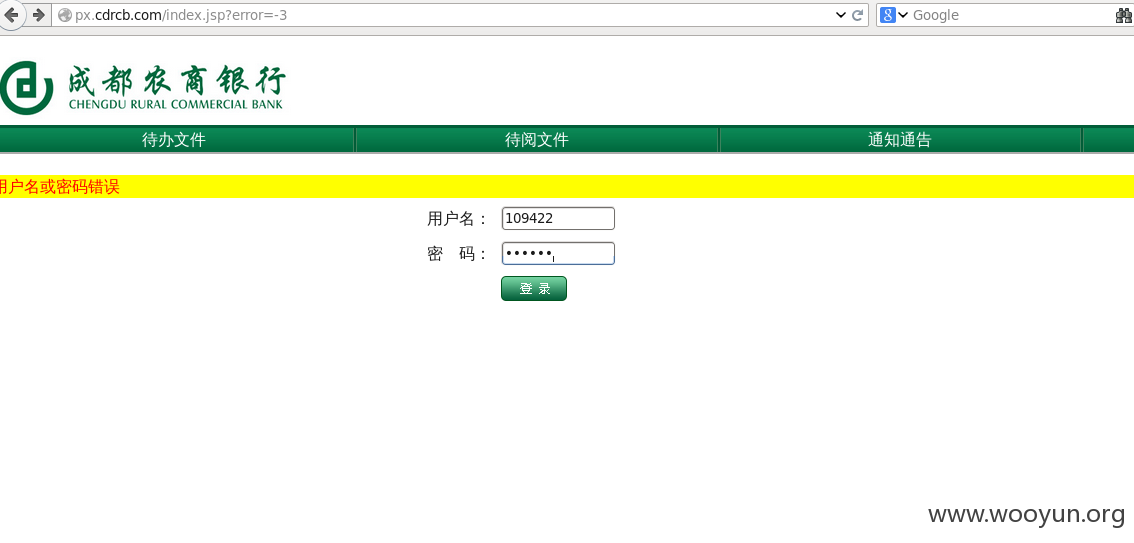 px.cdrcb.com/index.jsp?error=-3
Google
成都农商银行
CHENGDU RURAL COMMERCIAL BANK
待办文件 待阅文件 通知通告
用户名或密码错误
用户名： 109422
密 码： ••••••
登 录
www.wooyun.org